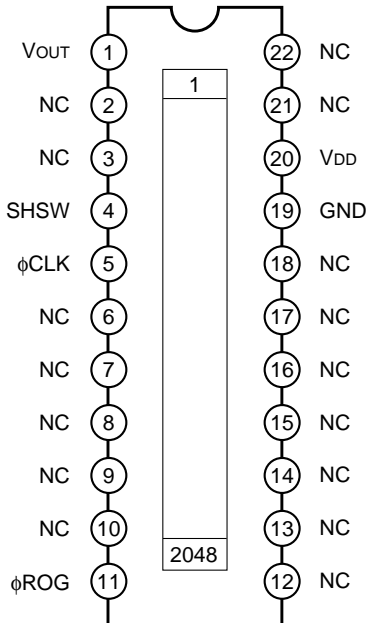 VOUT 1 22 NC
1
NC 2 21 NC
NC 3 20 VDD
SHSW 4 19 GND
ϕCLK 5 18 NC
NC 6 17 NC
NC 7 16 NC
NC 8 15 NC
NC 9 14 NC
NC 10 13 NC
2048
ϕROG 11 12 NC